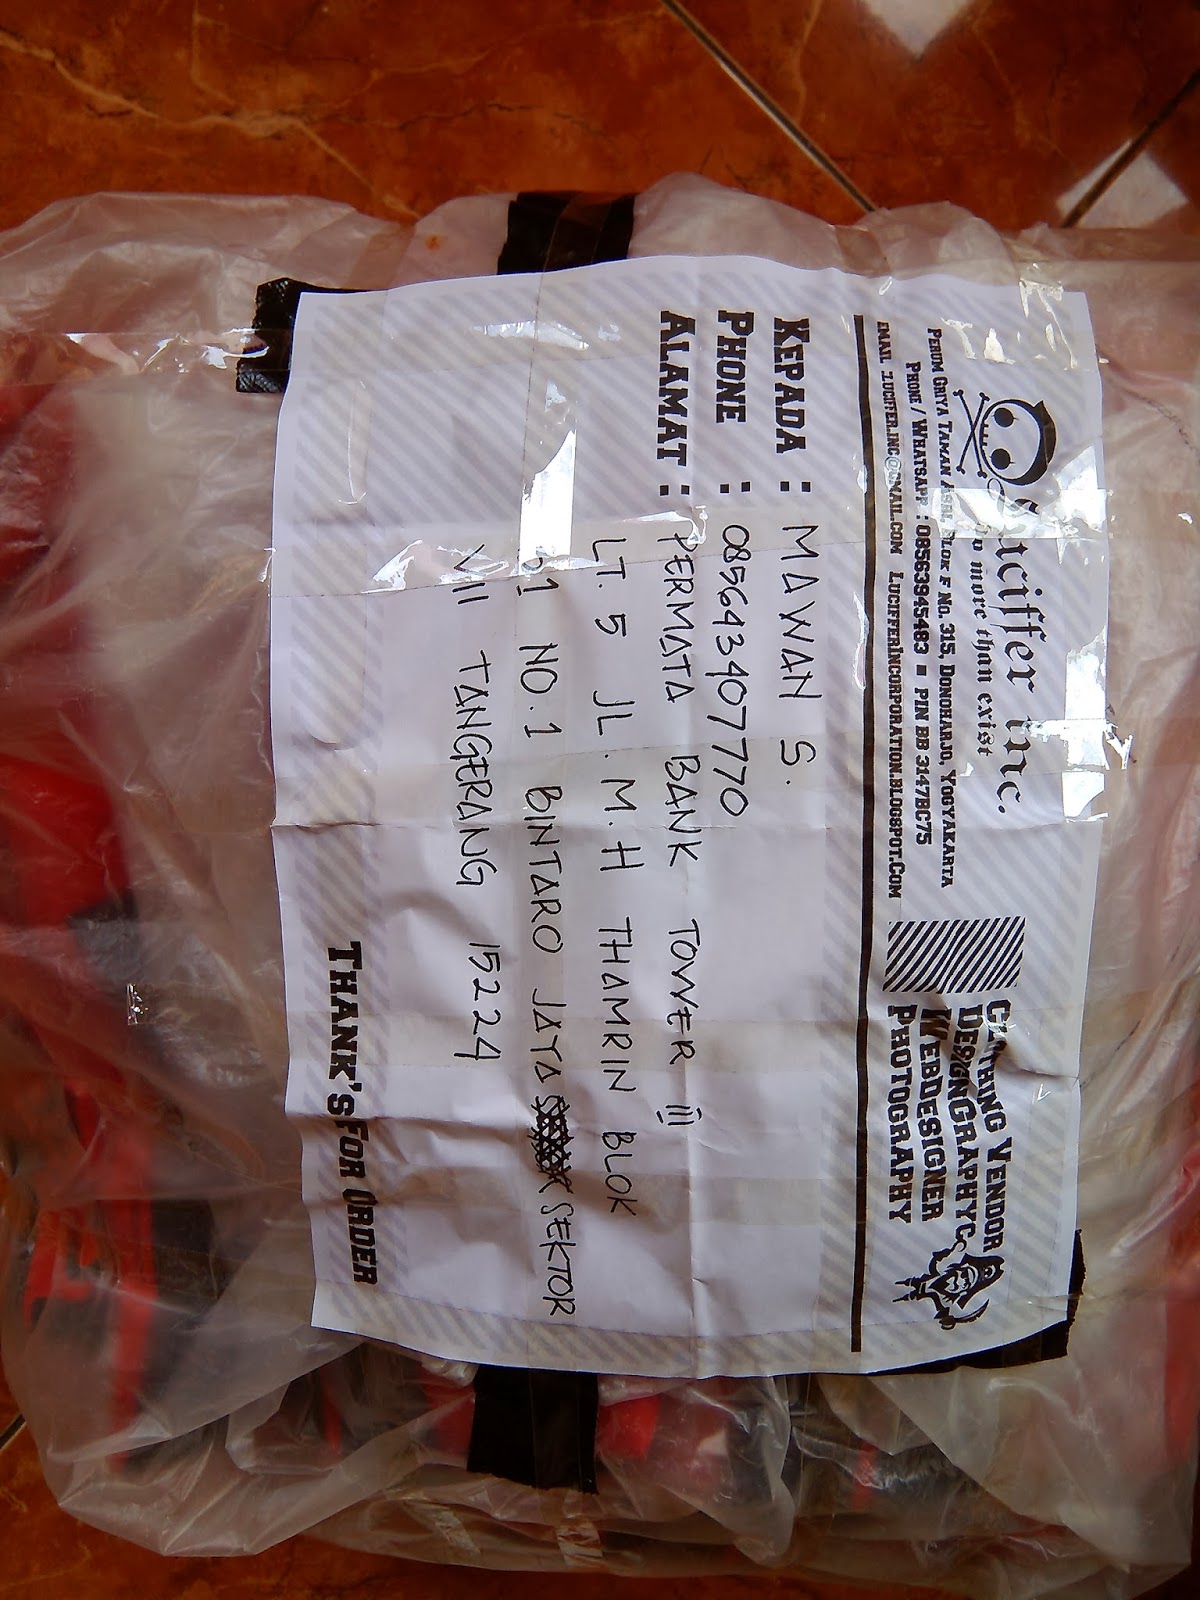 Luciffer inc.
no more than exist
Perum Griya Taman Asri Blok F No. 315, Donoharjo, Yogyakarta
Phone / Whatsapp : 08563945483 ■ PIN BB 3147BC75
email : lucifferinc@gmail.com LucifferIncorporation.blogspot.com
Clothing Vendor
DesignGraphyc
Webdesigner
Photography
Kepada : MAWAN S.
Phone : 085643407770
Alamat : PERMATA BANK TOWER III
LT. 5 JL. M.H THAMRIN BLOK
B1 NO. 1 BINTARO JAYA SEKTOR
VII TANGERANG 15224
Thank's For Order